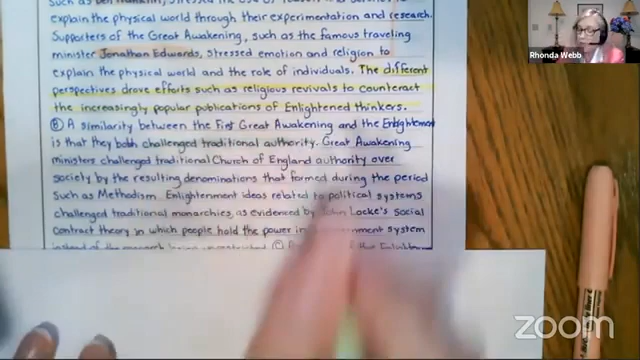 such as Ben Franklin, stressed the use of reason and
explain the physical world through their experimentation and research.
Supporters of the Great Awakening, such as the famous traveling
minister Jonathan Edwards, stressed emotion and religion to
explain the physical world and the role of individuals. The different
perspectives drove efforts such as religious revivals to counteract
the increasingly popular publications of Enlightened thinkers.
Ⓑ A similarity between the First Great Awakening and the Enlightenment
is that they both challenged traditional authority. Great Awakening
ministers challenged traditional Church of England authority over
society by the resulting denominations that formed during the period
such as Methodism. Enlightenment ideas related to political systems
challenged traditional monarchies, as evidenced by John Locke's social
contract theory in which people hold the power in system
instead of the
Rhonda Webb
zoom